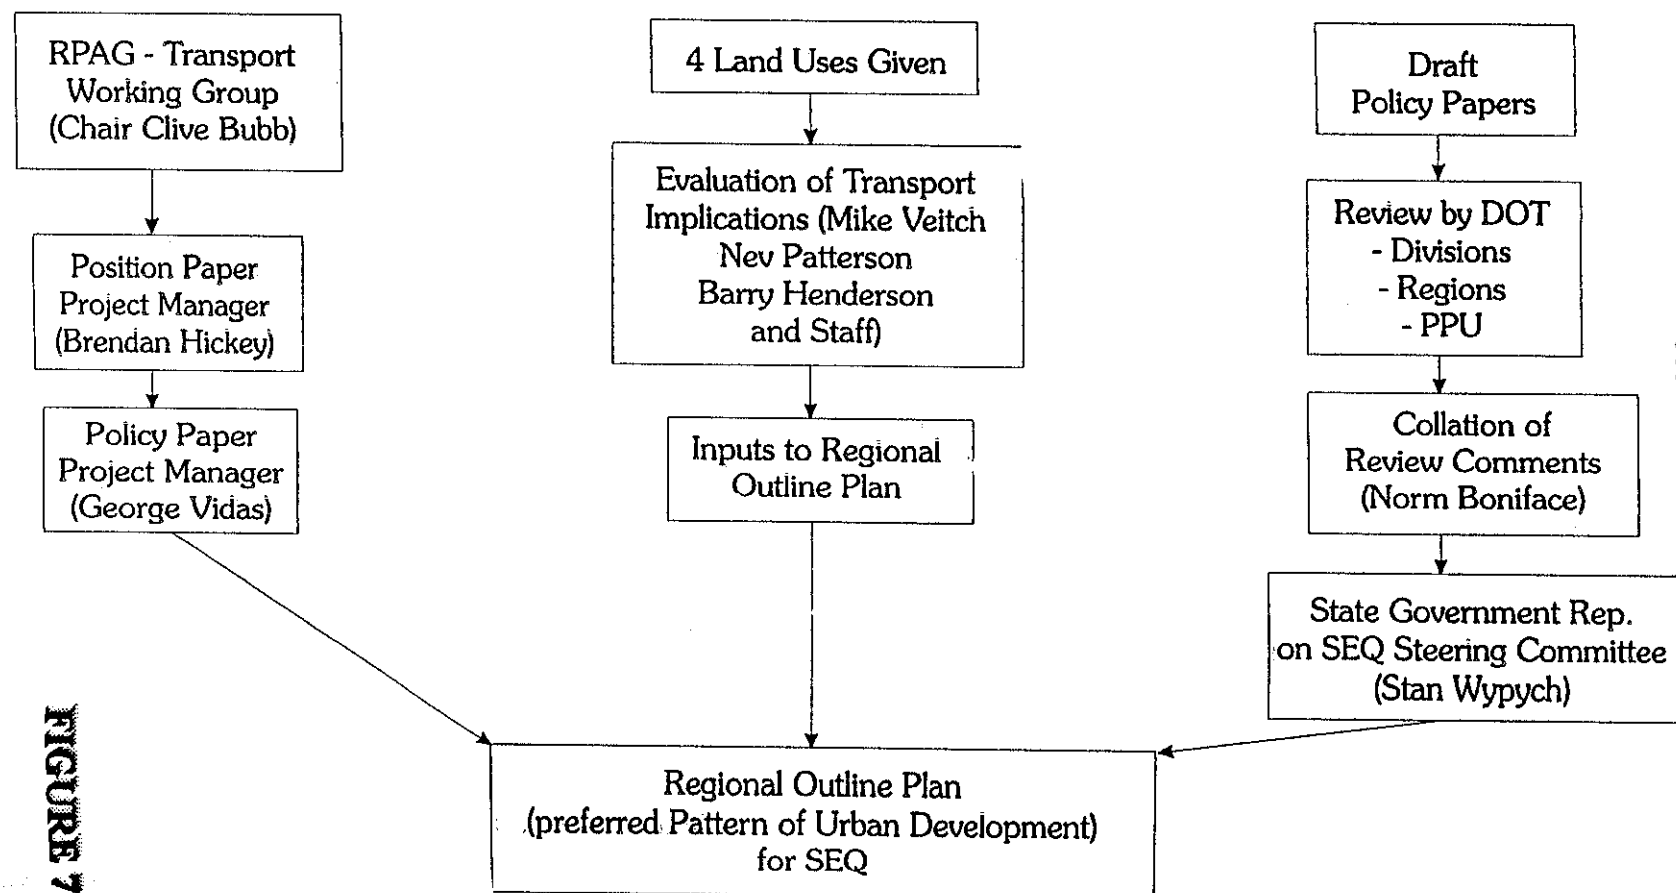 RPAG - Transport
Working Group
(Chair Clive Bubb)
Position Paper
Project Manager
(Brendan Hickey)
Policy Paper
Project Manager
(George Vidas)
4 Land Uses Given
Evaluation of Transport
Implications (Mike Veitch
Nev Patterson
Barry Henderson
and Staff)
Inputs to Regional
Outline Plan
Draft
Policy Papers
Review by DOT
- Divisions
- Regions
- PPU
Collation of
Review Comments
(Norm Boniface)
State Government Rep.
on SEQ Steering Committee
(Stan Wypych)
Regional Outline Plan
(preferred Pattern of Urban Development)
for SEQ
FIGURE 7